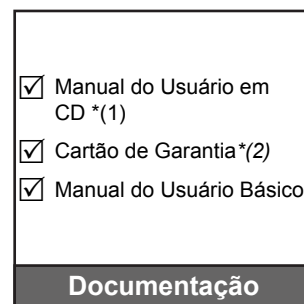 Manual do Usuário em
CD *(1)
Cartão de Garantia*(2)
Manual do Usuário Básico
Documentação